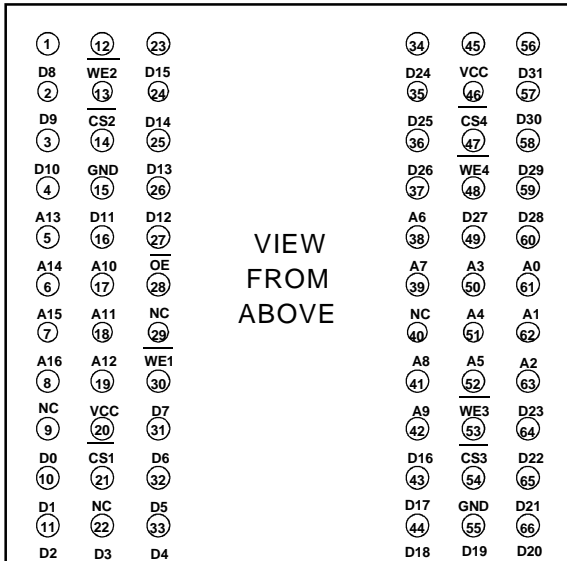 1 12 23 34 45 56
D8 WE2 D15 D24 VCC D31
2 13 24 35 46 57
D9 CS2 D14 D25 CS4 D30
3 14 25 36 47 58
D10 GND D13 D26 WE4 D29
4 15 26 37 48 59
A13 D11 D12 A6 D27 D28
5 16 27 38 49 60
A14 A10 OE A7 A3 A0
6 17 28 39 50 61
A15 A11 NC NC A4 A1
7 18 29 40 51 62
A16 A12 WE1 A8 A5 A2
8 19 30 41 52 63
NC VCC D7 A9 WE3 D23
9 20 31 42 53 64
D0 CS1 D6 D16 CS3 D22
10 21 32 43 54 65
D1 NC D5 D17 GND D21
11 22 33 44 55 66
D2 D3 D4 D18 D19 D20
VIEW
FROM
ABOVE